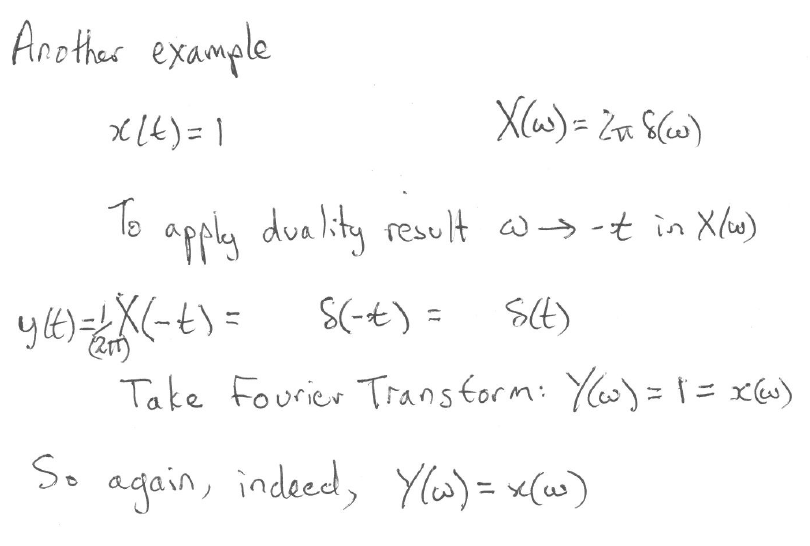 Another example
x(t) = 1 X(ω) = 2π δ(ω)
To apply duality result ω → -t in X(ω)
y(t) = 1/(2π) X(-t) = δ(-t) = δ(t)
Take Fourier Transform: Y(ω) = 1 = x(ω)
So again, indeed, Y(ω) = x(ω)